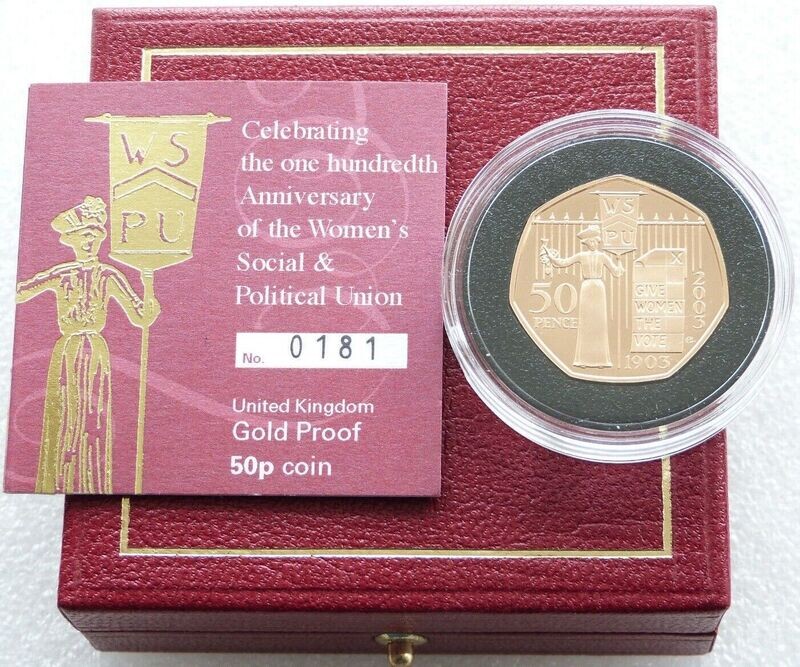 WS
PU
Celebrating
the one hundredth
Anniversary
of the Women's
Social &
Political Union
No. 0181
United Kingdom
Gold Proof
50p coin
WS
PU
50
PENCE
X
GIVE
WOMEN
THE
VOTE
2003
1903